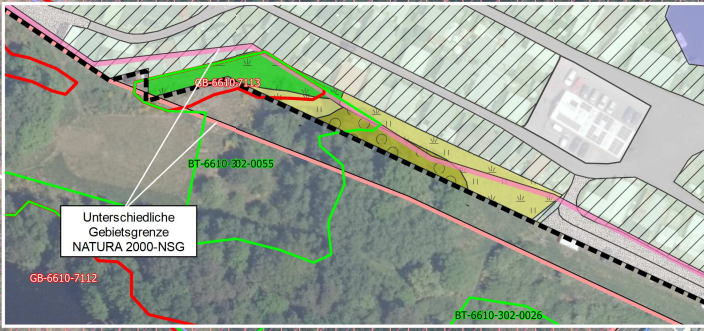 GB-6610-7113
BT-6610-302-0055
Unterschiedliche
Gebietsgrenze
NATURA 2000-NSG
GB-6610-7112
BT-6610-302-0026